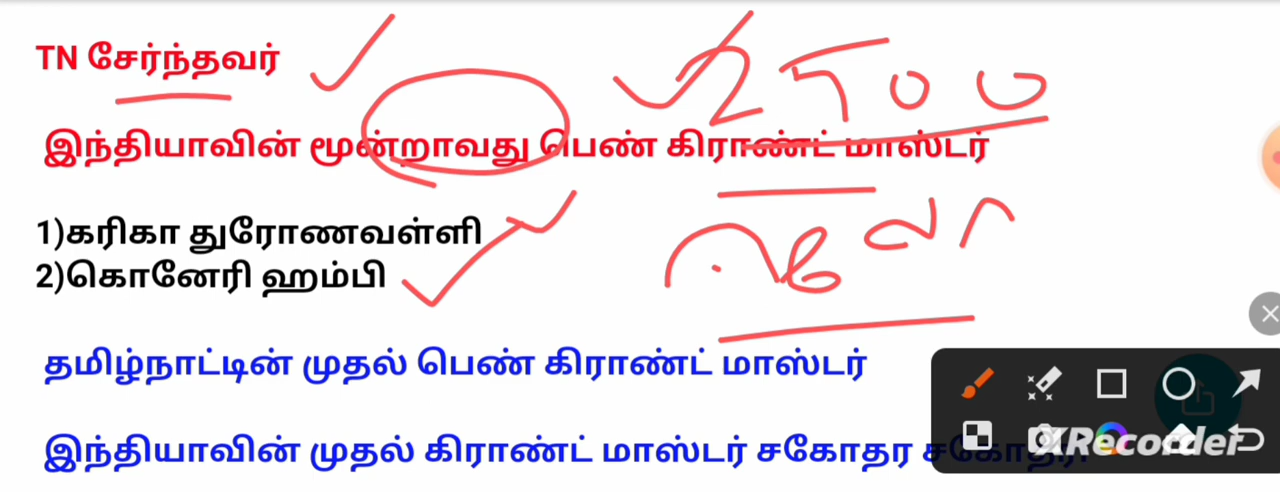 TN சேர்ந்தவர்
2500
இந்தியாவின் மூன்றாவது பெண் கிராண்ட் மாஸ்டர்
1)கரிகா துரோணவள்ளி
2)கொனேரி ஹம்பி
தமிழ்நாட்டின் முதல் பெண் கிராண்ட் மாஸ்டர்
இந்தியாவின் முதல் கிராண்ட் மாஸ்டர் சகோதர
XRecorder